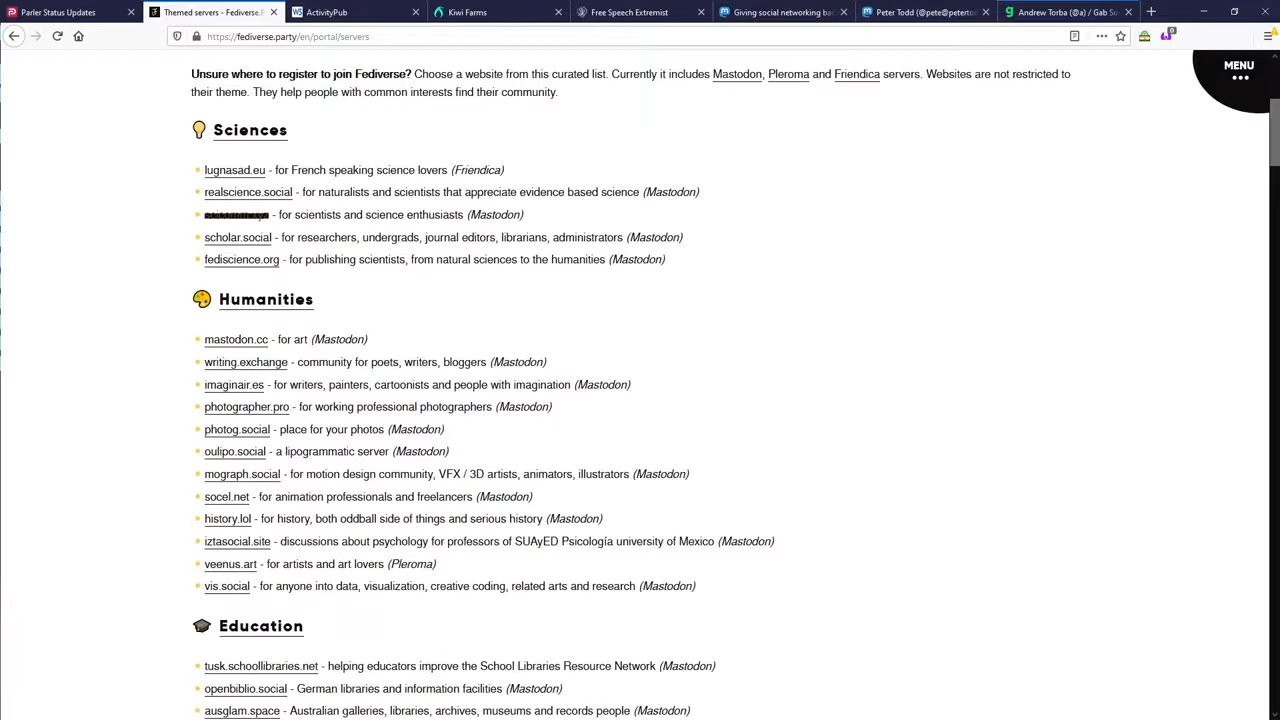 Parler Status Updates
Themed servers - Fediverse.P
ActivityPub
Kiwi Farms
Free Speech Extremist
Giving social networking bac
Peter Todd (@pete@petertod
Andrew Torba (@a) / Gab So
https://fediverse.party/en/portal/servers
MENU
Unsure where to register to join Fediverse? Choose a website from this curated list. Currently it includes Mastodon, Pleroma and Friendica servers. Websites are not restricted to
their theme. They help people with common interests find their community.
Sciences
lugnasad.eu - for French speaking science lovers (Friendica)
realscience.social - for naturalists and scientists that appreciate evidence based science (Mastodon)
- for scientists and science enthusiasts (Mastodon)
scholar.social - for researchers, undergrads, journal editors, librarians, administrators (Mastodon)
fediscience.org - for publishing scientists, from natural sciences to the humanities (Mastodon)
Humanities
mastodon.cc - for art (Mastodon)
writing.exchange - community for poets, writers, bloggers (Mastodon)
imaginair.es - for writers, painters, cartoonists and people with imagination (Mastodon)
photographer.pro - for working professional photographers (Mastodon)
photog.social - place for your photos (Mastodon)
oulipo.social - a lipogrammatic server (Mastodon)
mograph.social - for motion design community, VFX / 3D artists, animators, illustrators (Mastodon)
socel.net - for animation professionals and freelancers (Mastodon)
history.lol - for history, both oddball side of things and serious history (Mastodon)
iztasocial.site - discussions about psychology for professors of SUAyED Psicología university of Mexico (Mastodon)
veenus.art - for artists and art lovers (Pleroma)
vis.social - for anyone into data, visualization, creative coding, related arts and research (Mastodon)
Education
tusk.schoollibraries.net - helping educators improve the School Libraries Resource Network (Mastodon)
openbiblio.social - German libraries and information facilities (Mastodon)
ausglam.space - Australian galleries, libraries, archives, museums and records people (Mastodon)